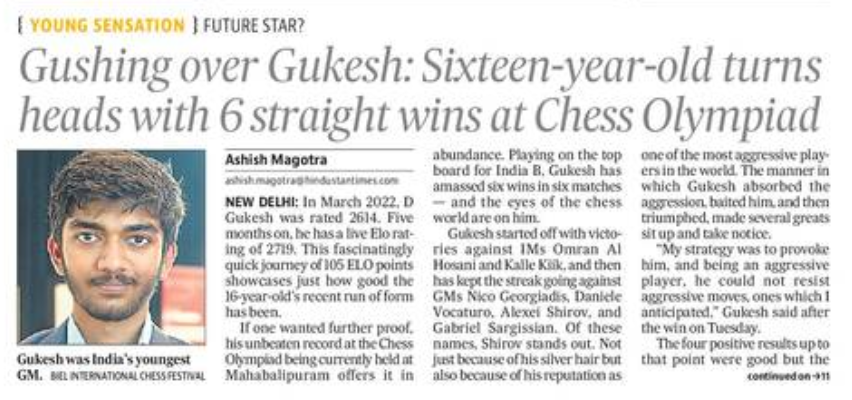 { YOUNG SENSATION } FUTURE STAR?
Gushing over Gukesh: Sixteen-year-old turns
heads with 6 straight wins at Chess Olympiad
Gukesh was India's youngest
GM. BIEL INTERNATIONAL CHESS FESTIVAL
Ashish Magotra
ashish.magotra@hindustantimes.com
NEW DELHI: In March 2022, D
Gukesh was rated 2614. Five
months on, he has a live Elo rat-
ing of 2719. This fascinatingly
quick journey of 105 ELO points
showcases just how good the
16-year-old's recent run of form
has been.
If one wanted further proof,
his unbeaten record at the Chess
Olympiad being currently held at
Mahabalipuram offers it in
abundance. Playing on the top
board for India B, Gukesh has
amassed six wins in six matches
— and the eyes of the chess
world are on him.
Gukesh started off with victo-
ries against IMs Omran Al
Hosani and Kalle Kiik, and then
has kept the streak going against
GMs Nico Georgiadis, Daniele
Vocaturo, Alexei Shirov, and
Gabriel Sargissian. Of these
names, Shirov stands out. Not
just because of his silver hair but
also because of his reputation as
one of the most aggressive play-
ers in the world. The manner in
which Gukesh absorbed the
aggression, baited him, and then
triumphed, made several greats
sit up and take notice.
"My strategy was to provoke
him, and being an aggressive
player, he could not resist
aggressive moves, ones which I
anticipated," Gukesh said after
the win on Tuesday.
The four positive results up to
that point were good but the
continued on →11